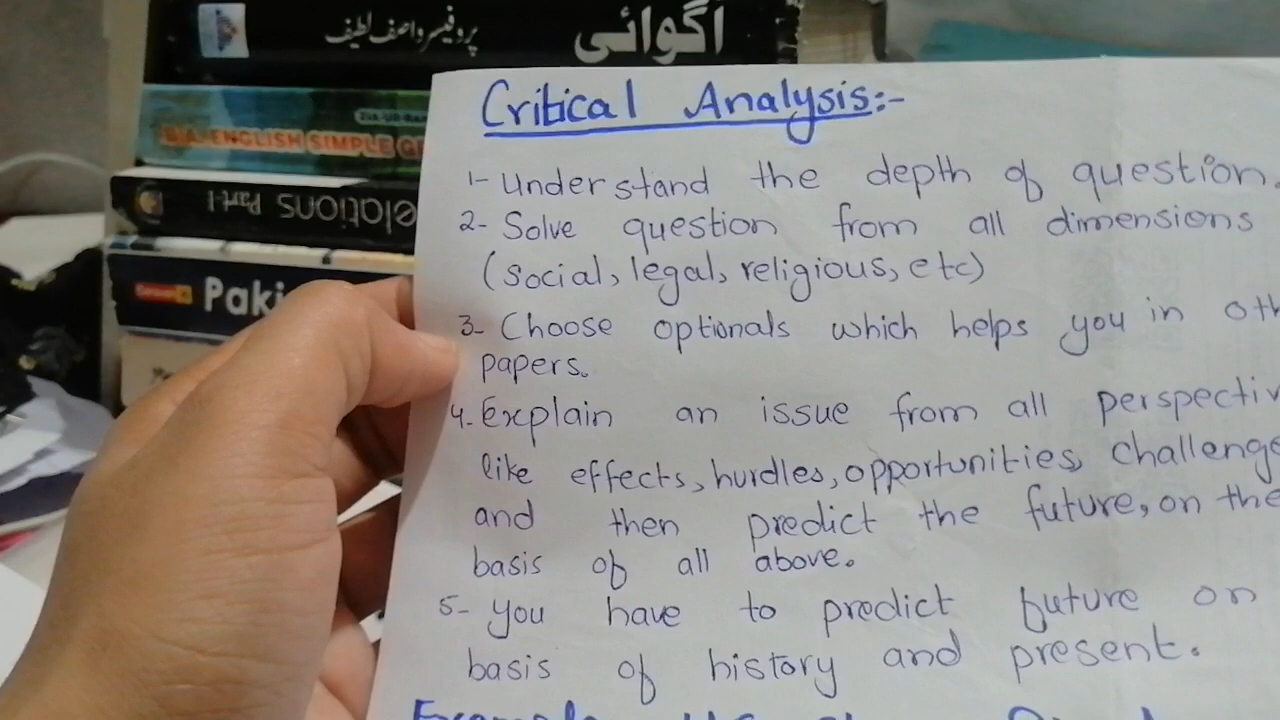 اگوائی
پروفیسر واصف لطیف
ENGLISH SIMPLE
Part-I
Paki
Critical Analysis:-
1- Understand the depth of question.
2- Solve question from all dimensions
(social, legal, religious, etc)
3- Choose optionals which helps you in oth
papers.
4- Explain an issue from all perspectiv
like effects, hurdles, opportunities, challenge
and then predict the future, on the
basis of all above.
5- you have to predict future on
basis of history and present.